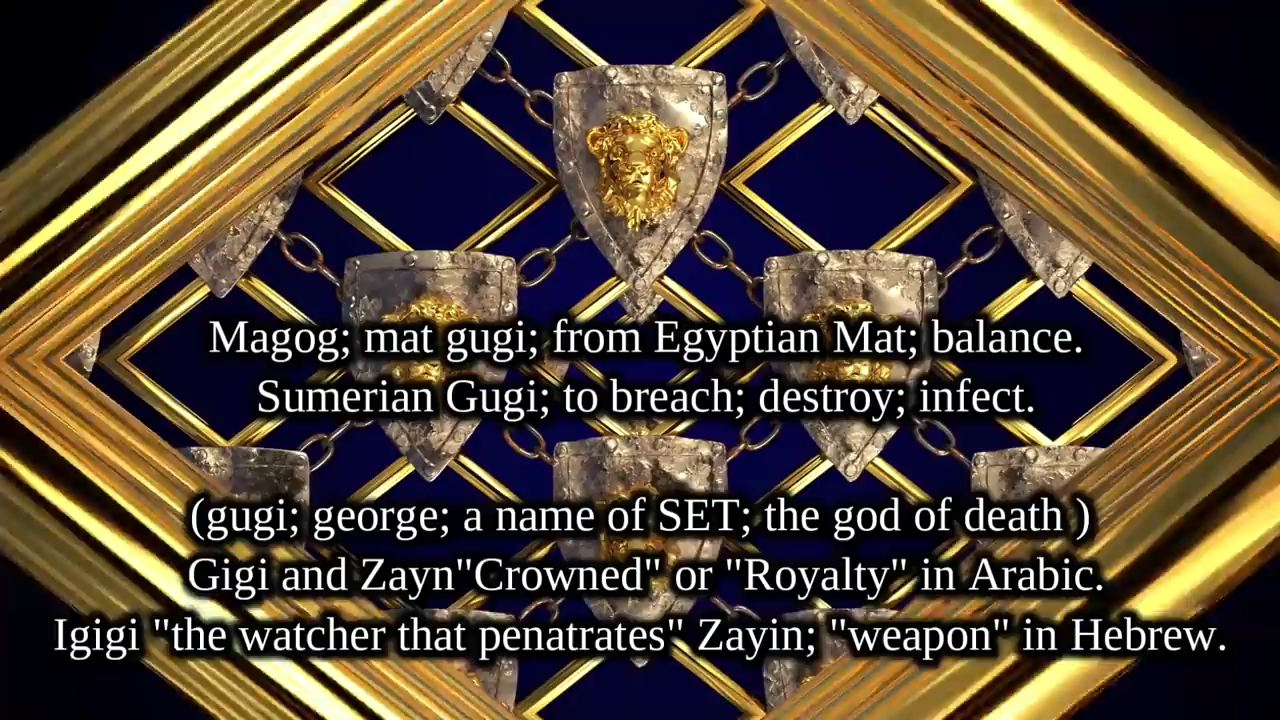 Magog; mat gugi; from Egyptian Mat; balance.
Sumerian Gugi; to breach; destroy; infect.
(gugi; george; a name of SET; the god of death )
Gigi and Zayn"Crowned" or "Royalty" in Arabic.
Igigi "the watcher that penatrates" Zayin; "weapon" in Hebrew.